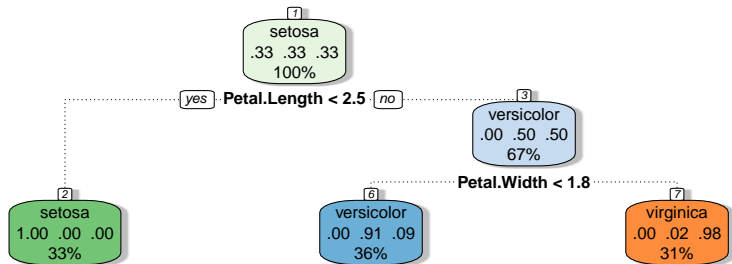 1
setosa
.33 .33 .33
100%
yes Petal.Length < 2.5 no
3
versicolor
.00 .50 .50
67%
Petal.Width < 1.8
2
setosa
1.00 .00 .00
33%
6
versicolor
.00 .91 .09
36%
7
virginica
.00 .02 .98
31%